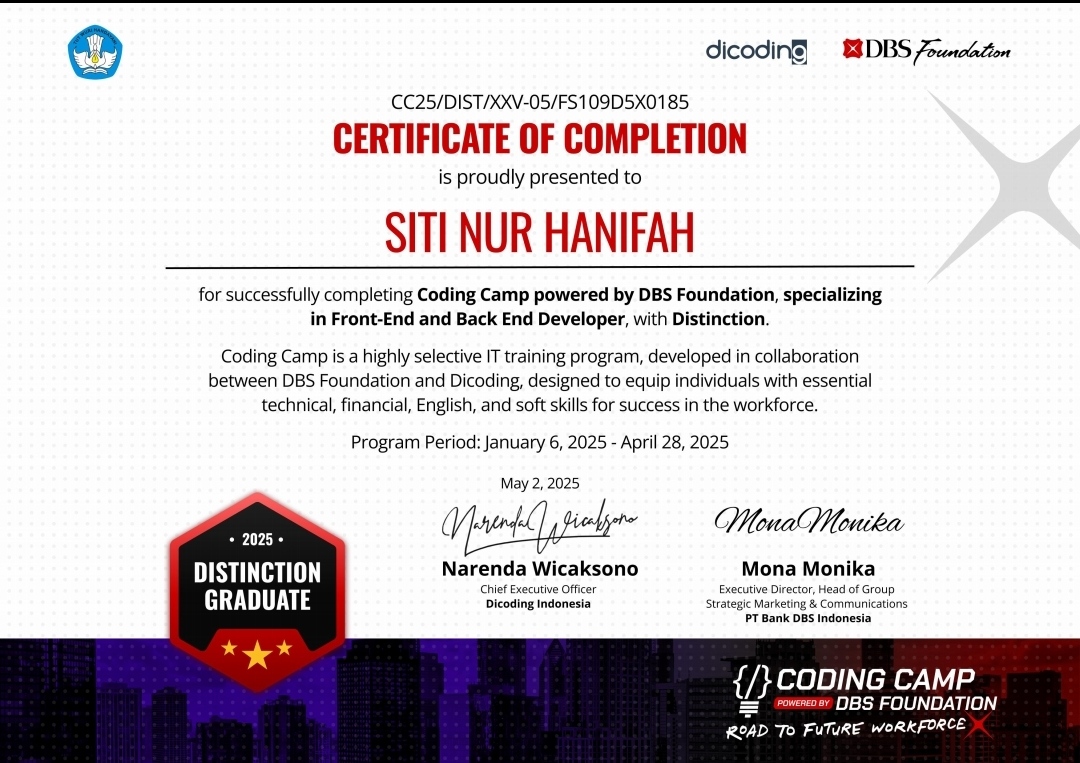 dicoding
DBS Foundation
CC25/DIST/XXV-05/FS109D5X0185
CERTIFICATE OF COMPLETION
is proudly presented to
SITI NUR HANIFAH
for successfully completing Coding Camp powered by DBS Foundation, specializing
in Front-End and Back End Developer, with Distinction.
Coding Camp is a highly selective IT training program, developed in collaboration
between DBS Foundation and Dicoding, designed to equip individuals with essential
technical, financial, English, and soft skills for success in the workforce.
Program Period: January 6, 2025 - April 28, 2025
May 2, 2025
Narenda Wicaksono
Narenda Wicaksono
Chief Executive Officer
Dicoding Indonesia
Mona Monika
Mona Monika
Executive Director, Head of Group
Strategic Marketing & Communications
PT Bank DBS Indonesia
• 2025 •
DISTINCTION
GRADUATE
{/} CODING CAMP
POWERED BY DBS FOUNDATION
ROAD TO FUTURE WORKFORCE